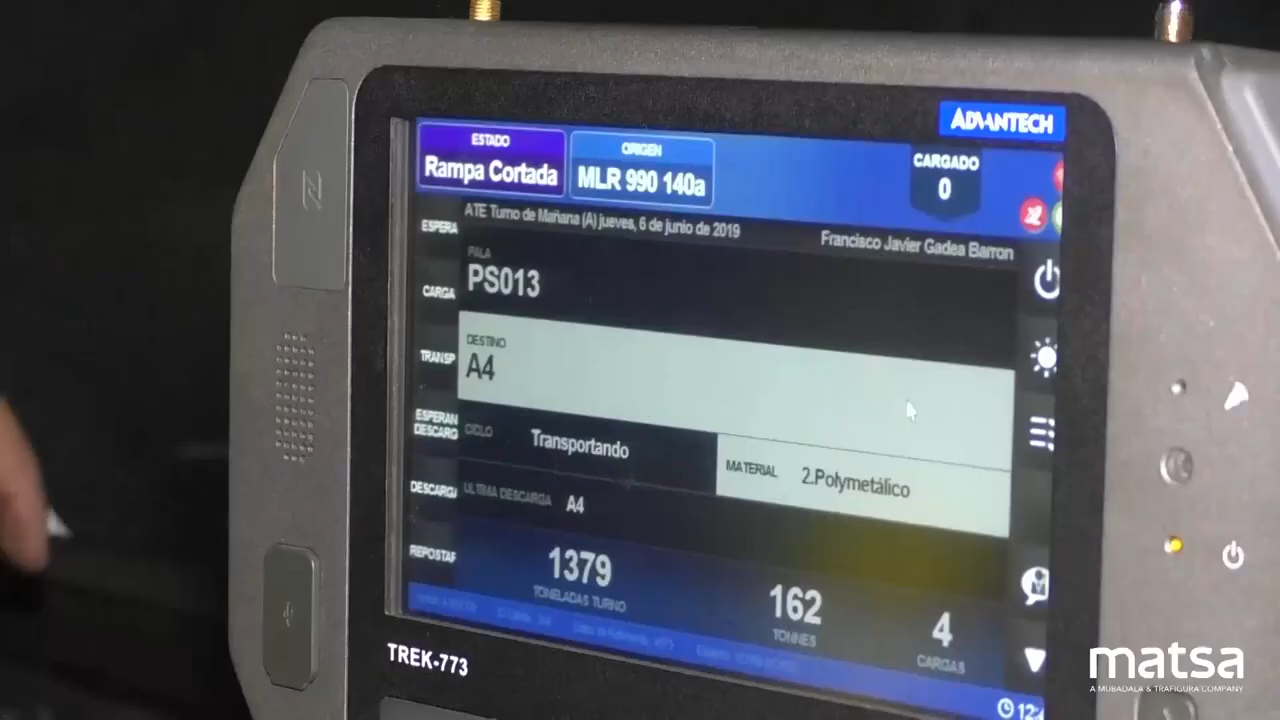 ADVANTECH
ESTADO
Rampa Cortada
ORIGEN
MLR 990 140a
CARGADO
0
ATE Turno de Mañana (A) jueves, 6 de junio de 2019
Francisco Javier Gadea Barron
ESPERA
PALA
PS013
CARGA
DESTINO
A4
TRANSP
ESPERAN
DESCARG
CICLO
Transportando
MATERIAL
2.Polymetálico
DESCARGA
ULTIMA DESCARGA
A4
REPOSTAR
1379
TONELADAS TURNO
162
TONNES
4
CARGAS
12:
TREK-773
matsa
A MUBADALA & TRAFIGURA COMPANY